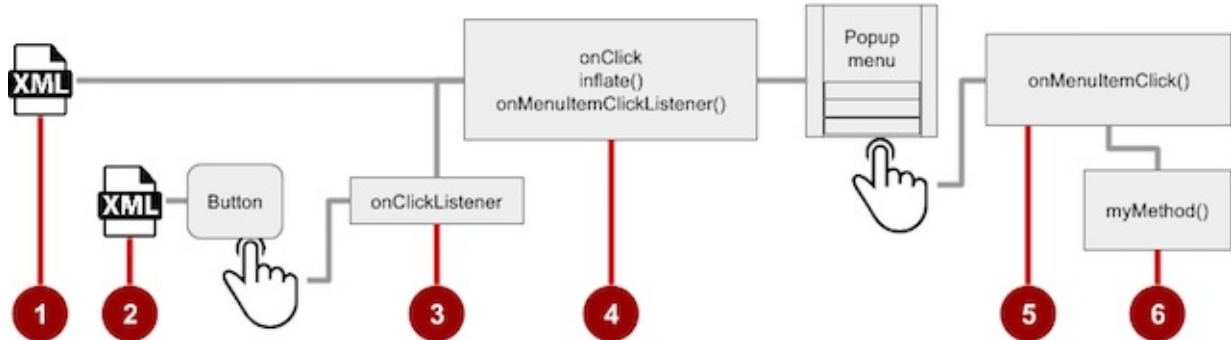 XML
onClick
inflate()
onMenuItemClickListener()
Popup
menu
onMenuItemClick()
XML
Button
onClickListener
myMethod()
1
2
3
4
5
6